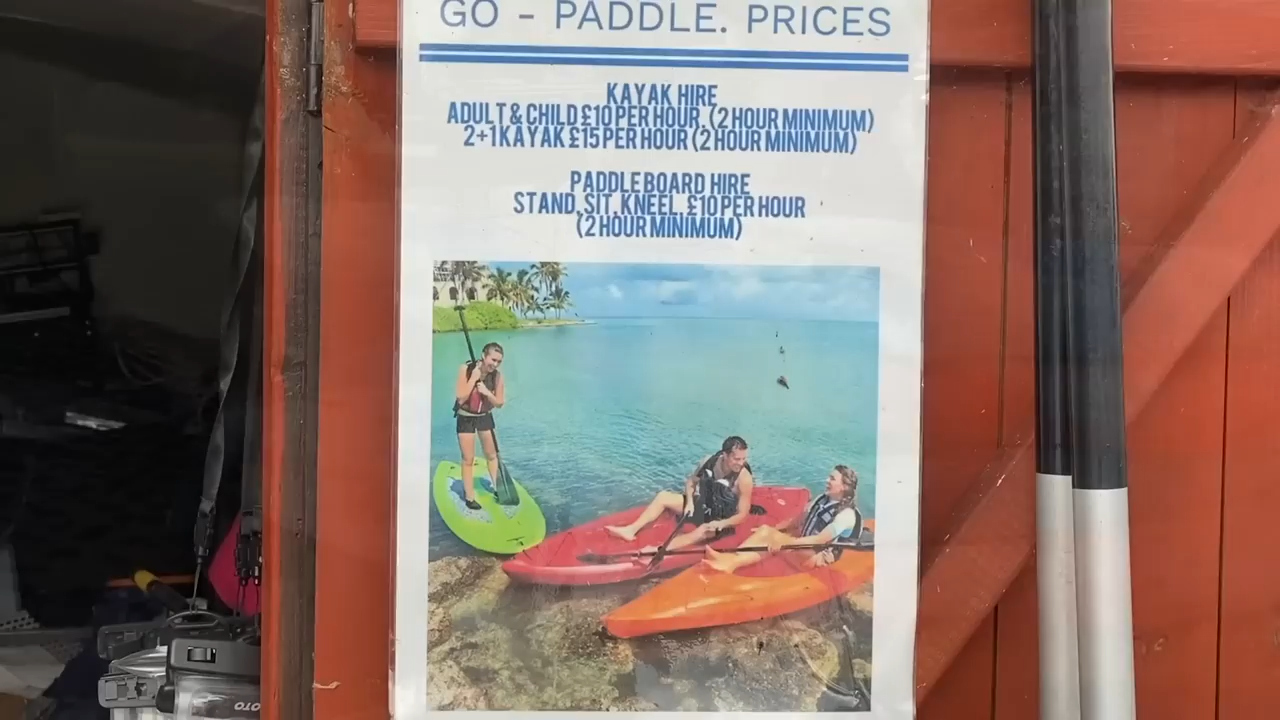 GO - PADDLE. PRICES
KAYAK HIRE
ADULT & CHILD £10 PER HOUR, (2 HOUR MINIMUM)
2+1 KAYAK £15 PER HOUR (2 HOUR MINIMUM)
PADDLE BOARD HIRE
STAND, SIT, KNEEL, £10 PER HOUR
(2 HOUR MINIMUM)